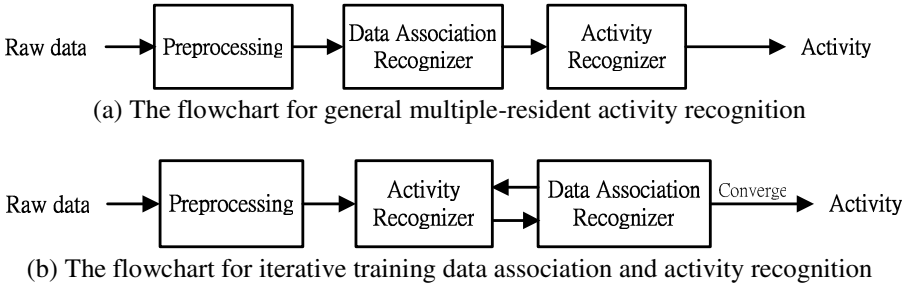 Raw data
Preprocessing
Data Association
Recognizer
Activity
Recognizer
Activity
(a) The flowchart for general multiple-resident activity recognition
Raw data
Preprocessing
Activity
Recognizer
Data Association
Recognizer
Converge
Activity
(b) The flowchart for iterative training data association and activity recognition